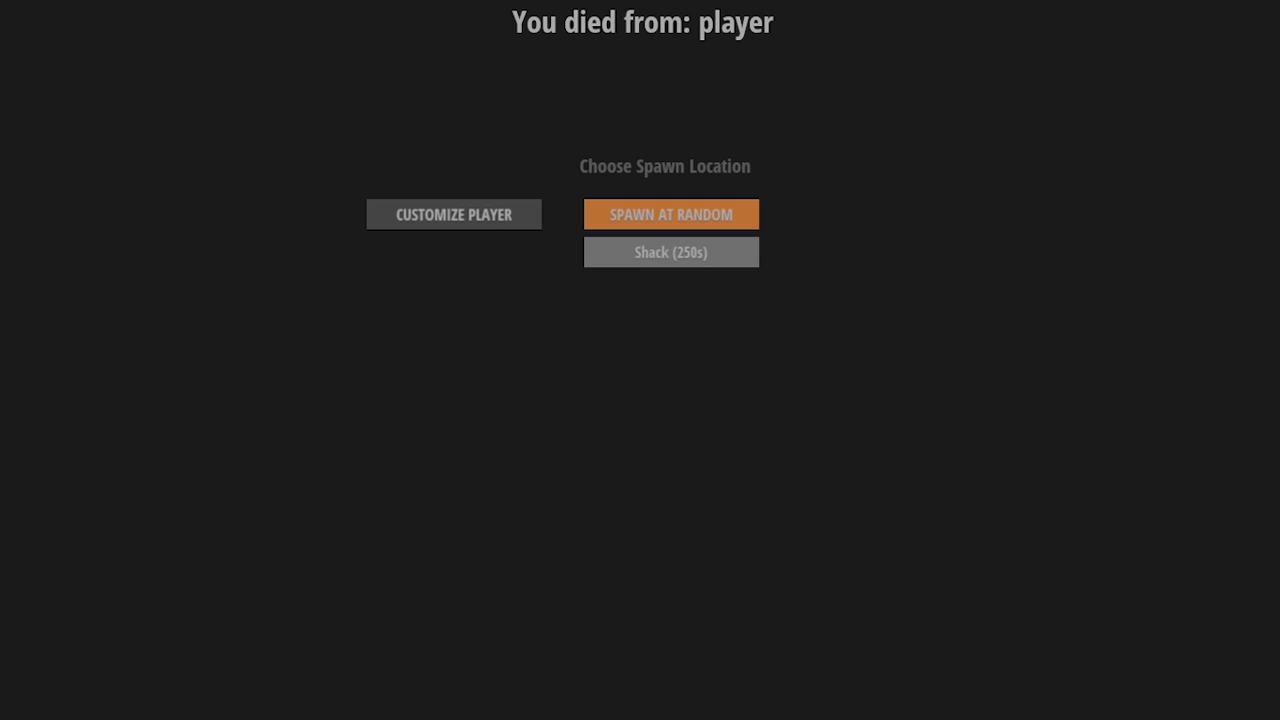 You died from: player
Choose Spawn Location
CUSTOMIZE PLAYER
SPAWN AT RANDOM
Shack (250s)